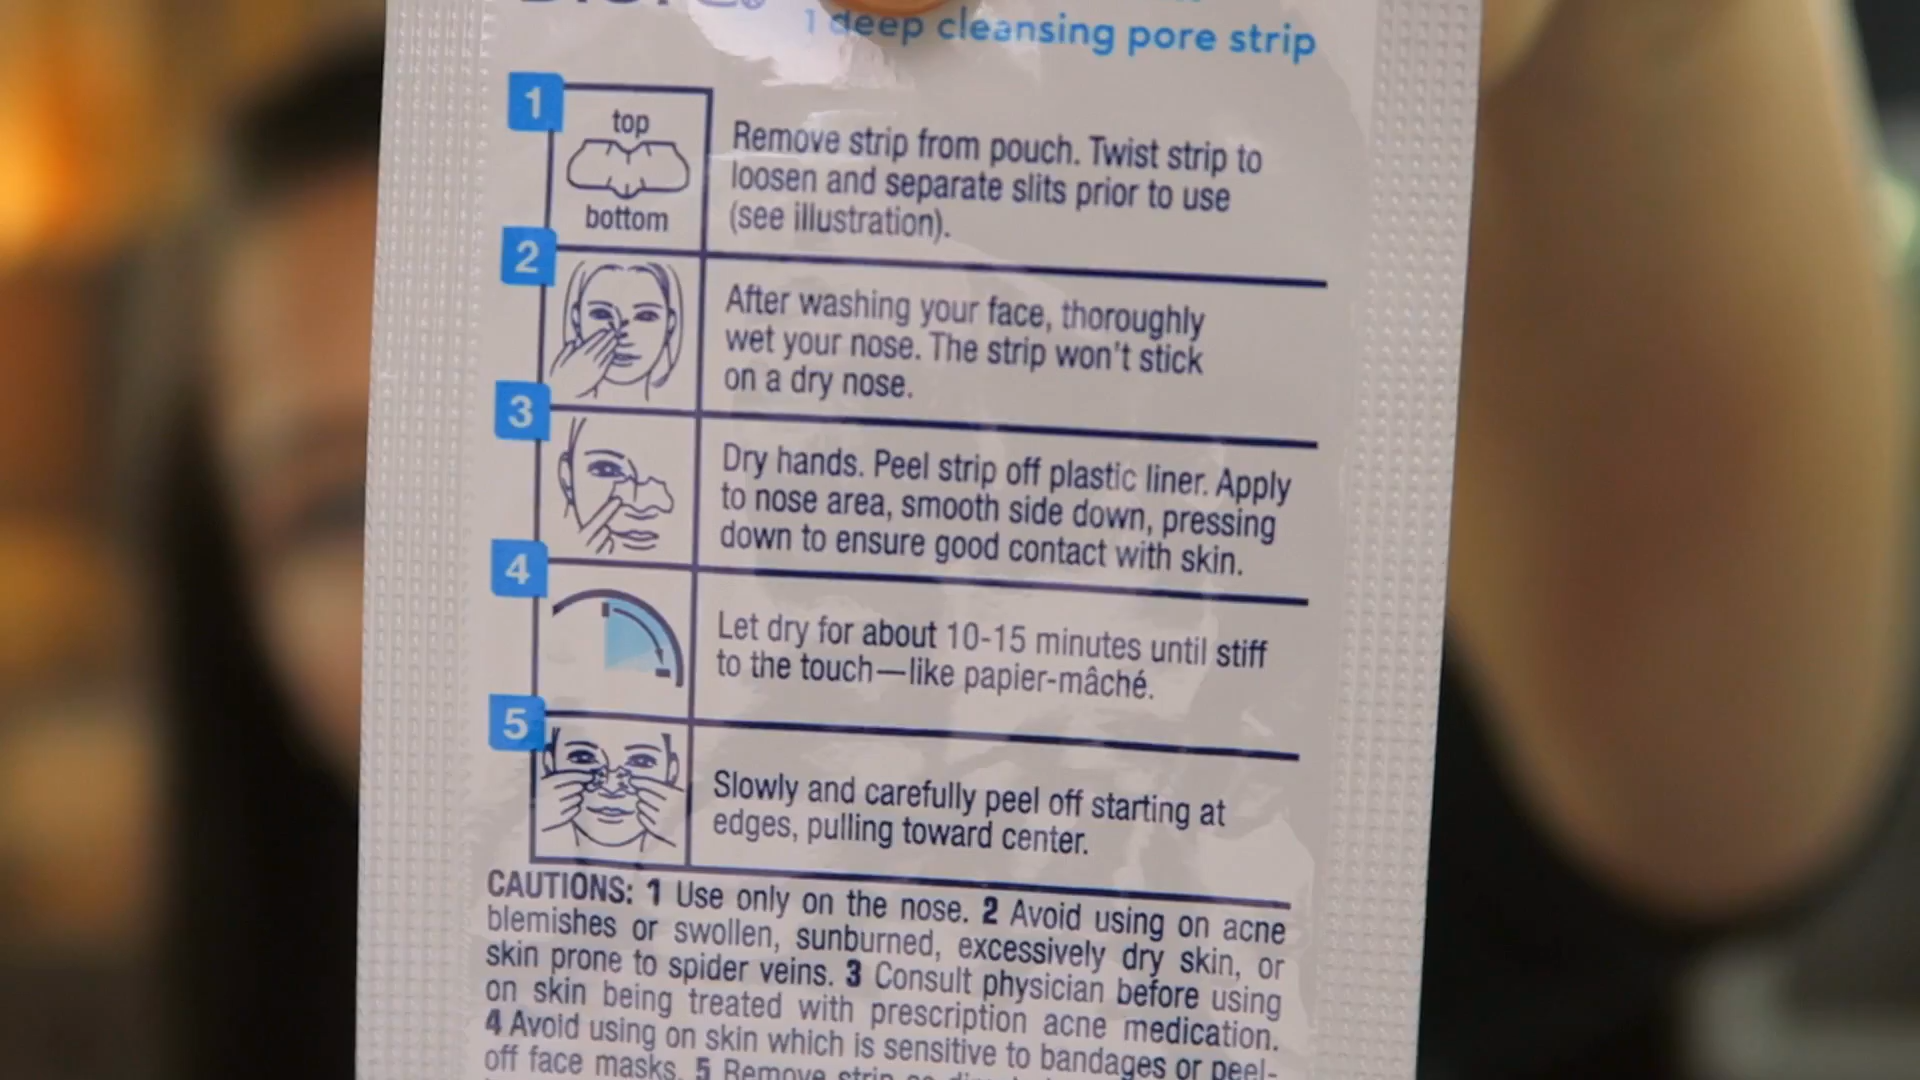 1 deep cleansing pore strip
1
top
bottom
Remove strip from pouch. Twist strip to
loosen and separate slits prior to use
(see illustration).
2
After washing your face, thoroughly
wet your nose. The strip won't stick
on a dry nose.
3
Dry hands. Peel strip off plastic liner. Apply
to nose area, smooth side down, pressing
down to ensure good contact with skin.
4
Let dry for about 10-15 minutes until stiff
to the touch—like papier-mâché.
5
Slowly and carefully peel off starting at
edges, pulling toward center.
CAUTIONS: 1 Use only on the nose. 2 Avoid using on acne
blemishes or swollen, sunburned, excessively dry skin, or
skin prone to spider veins. 3 Consult physician before using
on skin being treated with prescription acne medication.
4 Avoid using on skin which is sensitive to bandages or peel-
off face masks. 5 Remove strip